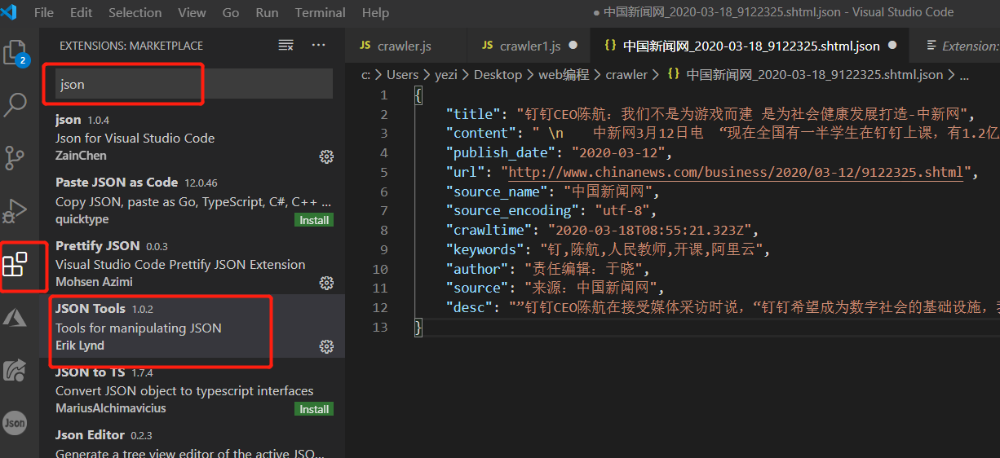 File Edit Selection View Go Run Terminal Help
● 中国新闻网_2020-03-18_9122325.shtml.json - Visual Studio Code
2
Json
EXTENSIONS: MARKETPLACE
json
json 1.0.4
Json for Visual Studio Code
ZainChen
Paste JSON as Code 12.0.46
Copy JSON, paste as Go, TypeScript, C#, C++ ...
quicktype
Install
Prettify JSON 0.0.3
Visual Studio Code Prettify JSON Extension
Mohsen Azimi
JSON Tools 1.0.2
Tools for manipulating JSON
Erik Lynd
JSON to TS 1.7.4
Convert JSON object to typescript interfaces
MariusAlchimavicius
Install
Json Editor 0.2.3
Generate a tree view editor of the active JSO...
JS crawler.js
JS crawler1.js ●
{} 中国新闻网_2020-03-18_9122325.shtml.json ●
Extension:
c: > Users > yezi > Desktop > web编程 > crawler > {} 中国新闻网_2020-03-18_9122325.shtml.json > ...
1 {
2 "title": "钉钉CEO陈航：我们不是为游戏而建 是为社会健康发展打造-中新网",
3 "content": " \n 中新网3月12日电 “现在全国有一半学生在钉钉上课，有1.2亿
4 "publish_date": "2020-03-12",
5 "url": "http://www.chinanews.com/business/2020/03-12/9122325.shtml",
6 "source_name": "中国新闻网",
7 "source_encoding": "utf-8",
8 "crawltime": "2020-03-18T08:55:21.323Z",
9 "keywords": "钉,陈航,人民教师,开课,阿里云",
10 "author": "责任编辑：于晓",
11 "source": "来源：中国新闻网",
12 "desc": "”钉钉CEO陈航在接受媒体采访时说，“钉钉希望成为数字社会的基础设施，
13 }